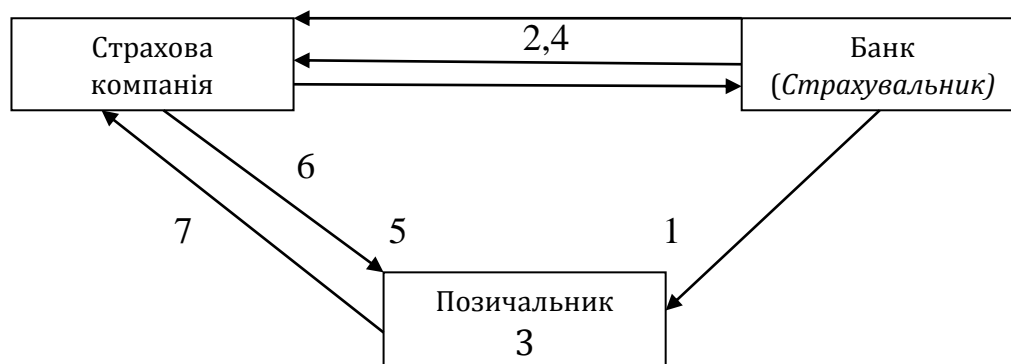 Страхова
компанія
2,4
Банк
(Страхувальник)
6
7
5
1
Позичальник
3